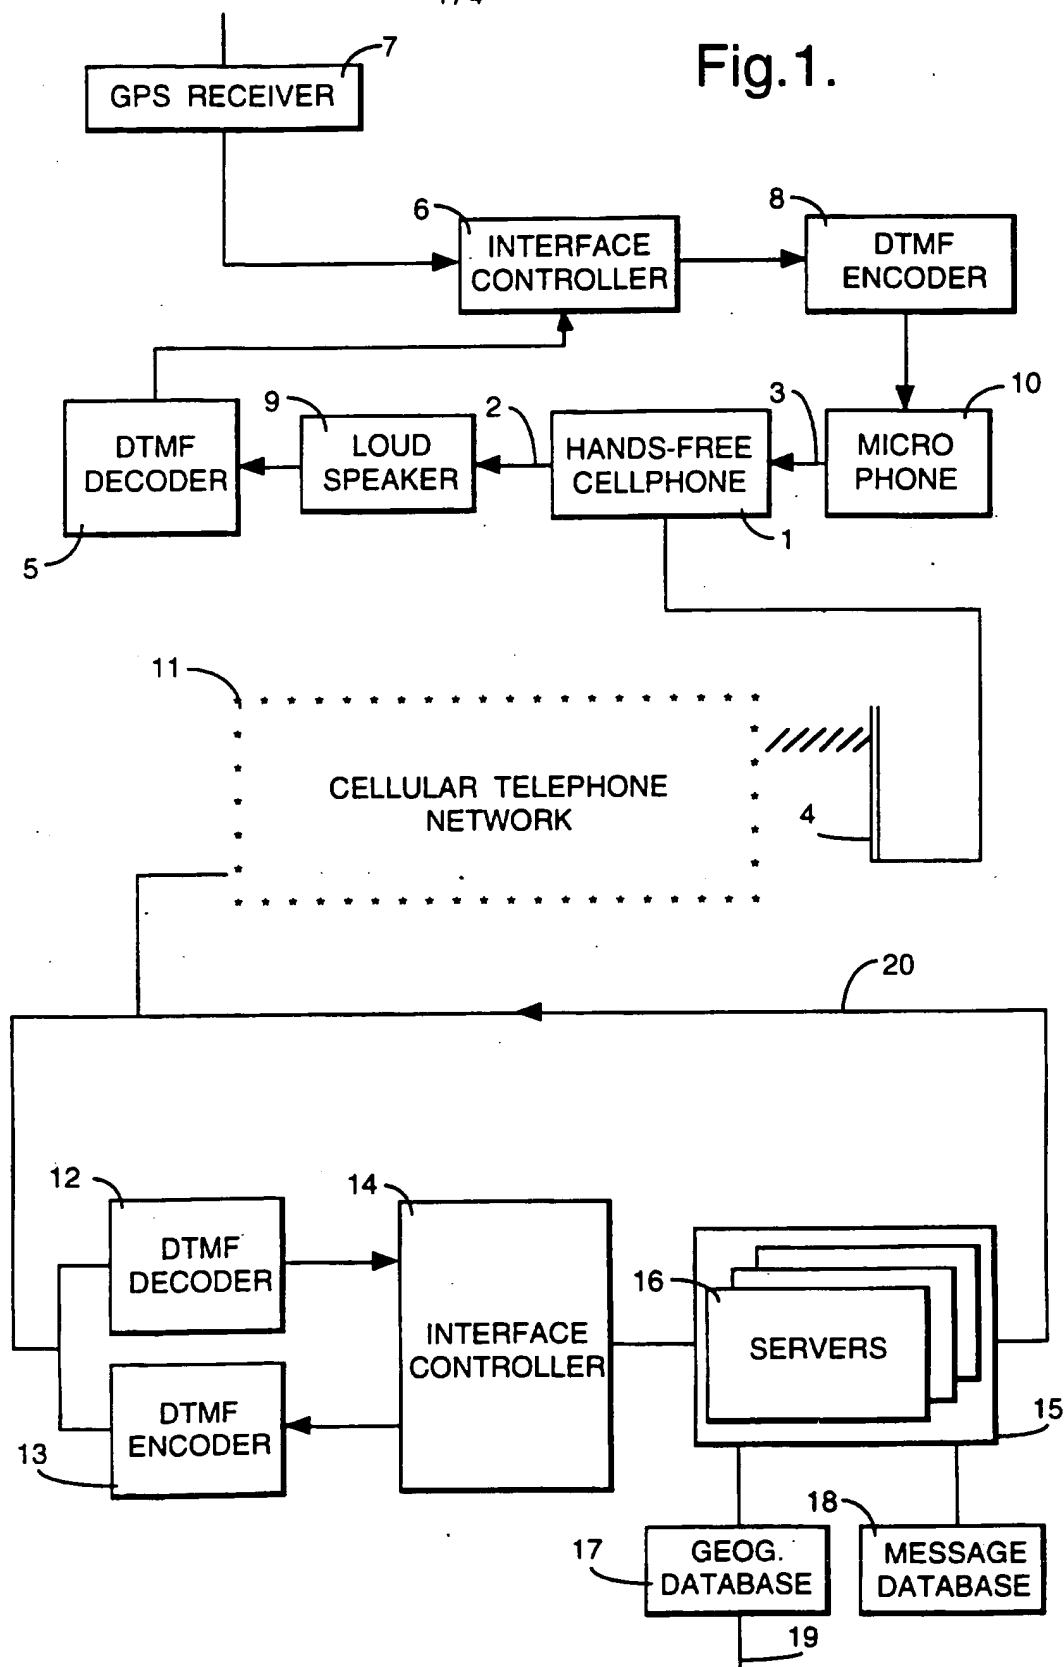 Fig.1.
7
GPS RECEIVER
6
8
INTERFACE
CONTROLLER
DTMF
ENCODER
9
2
3
10
DTMF
DECODER
LOUD
SPEAKER
HANDS-FREE
CELLPHONE
MICRO
PHONE
5
1
11
CELLULAR TELEPHONE
NETWORK
4
20
12
14
DTMF
DECODER
16
INTERFACE
CONTROLLER
SERVERS
DTMF
ENCODER
13
15
17
18
GEOG.
DATABASE
MESSAGE
DATABASE
19